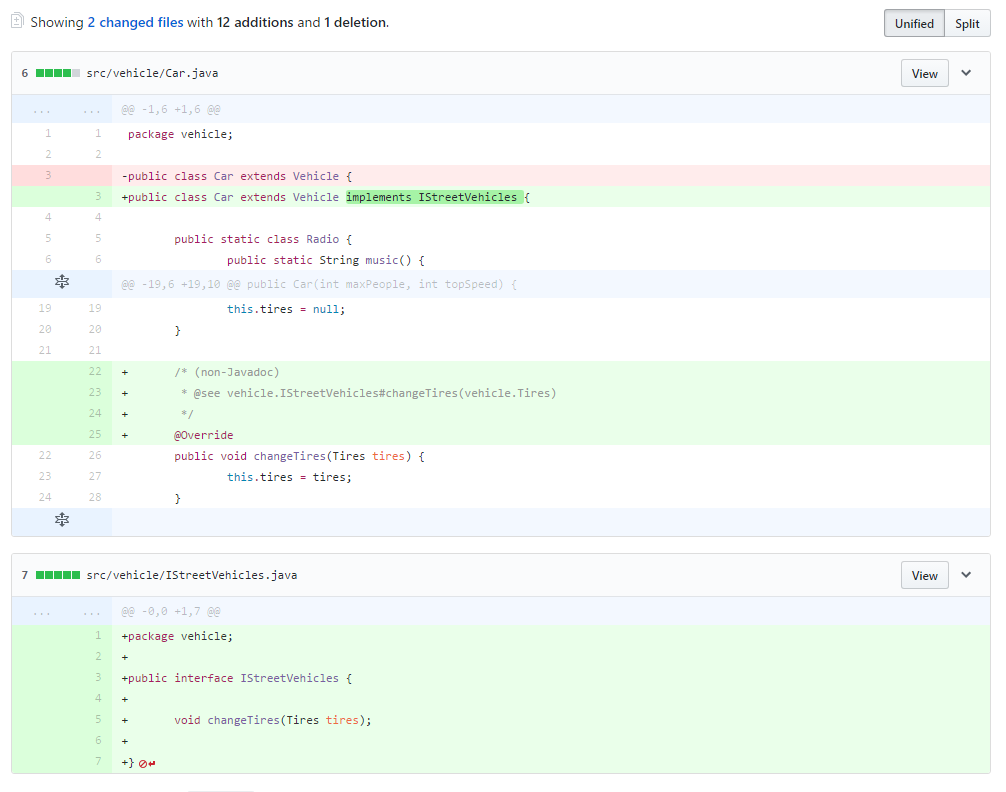 Showing 2 changed files with 12 additions and 1 deletion.
Unified Split
6 src/vehicle/Car.java View
... ... @@ -1,6 +1,6 @@
1 1 package vehicle;
2 2
3 -public class Car extends Vehicle {
3 +public class Car extends Vehicle implements IStreetVehicles {
4 4
5 5 public static class Radio {
6 6 public static String music() {
@@ -19,6 +19,10 @@ public Car(int maxPeople, int topSpeed) {
19 19 this.tires = null;
20 20 }
21 21
22 + /* (non-Javadoc)
23 + * @see vehicle.IStreetVehicles#changeTires(vehicle.Tires)
24 + */
25 + @Override
22 26 public void changeTires(Tires tires) {
23 27 this.tires = tires;
24 28 }
7 src/vehicle/IStreetVehicles.java View
... ... @@ -0,0 +1,7 @@
1 +package vehicle;
2 +
3 +public interface IStreetVehicles {
4 +
5 + void changeTires(Tires tires);
6 +
7 +}